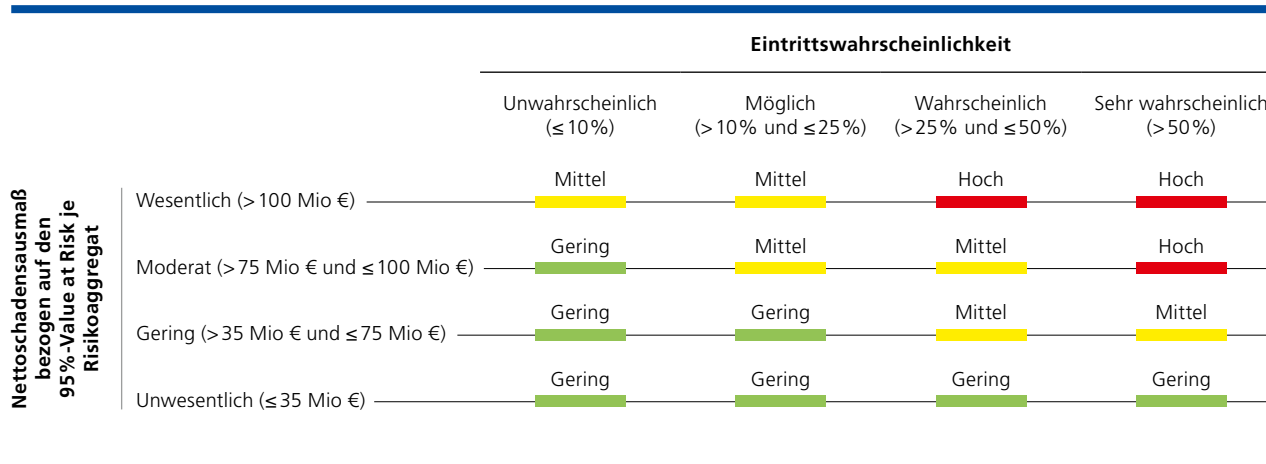 Eintrittswahrscheinlichkeit
Unwahrscheinlich Möglich Wahrscheinlich Sehr wahrscheinlich
(≤ 10 %) (> 10 % und ≤ 25 %) (> 25 % und ≤ 50 %) (> 50 %)
Nettoschadensausmaß
bezogen auf den
95 %-Value at Risk je
Risikoaggregat
Mittel Mittel Hoch Hoch
Wesentlich (> 100 Mio €)
Gering Mittel Mittel Hoch
Moderat (> 75 Mio € und ≤ 100 Mio €)
Gering Gering Mittel Mittel
Gering (> 35 Mio € und ≤ 75 Mio €)
Gering Gering Gering Gering
Unwesentlich (≤ 35 Mio €)